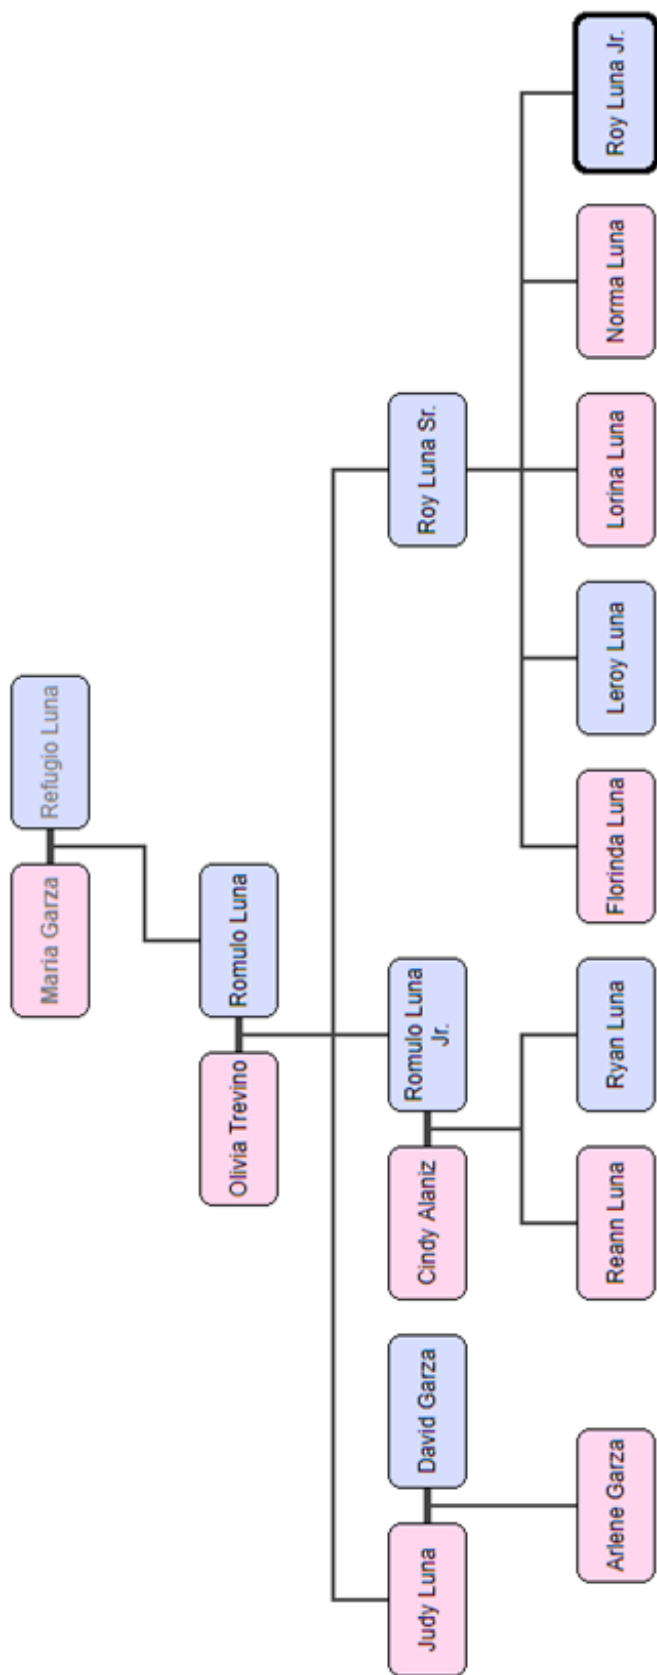 Maria Garza
Refugio Luna
Olivia Trevino
Romulo Luna
Judy Luna
David Garza
Cindy Alaniz
Romulo Luna
Jr.
Roy Luna Sr.
Arlene Garza
Reann Luna
Ryan Luna
Florinda Luna
Leroy Luna
Lorina Luna
Norma Luna
Roy Luna Jr.